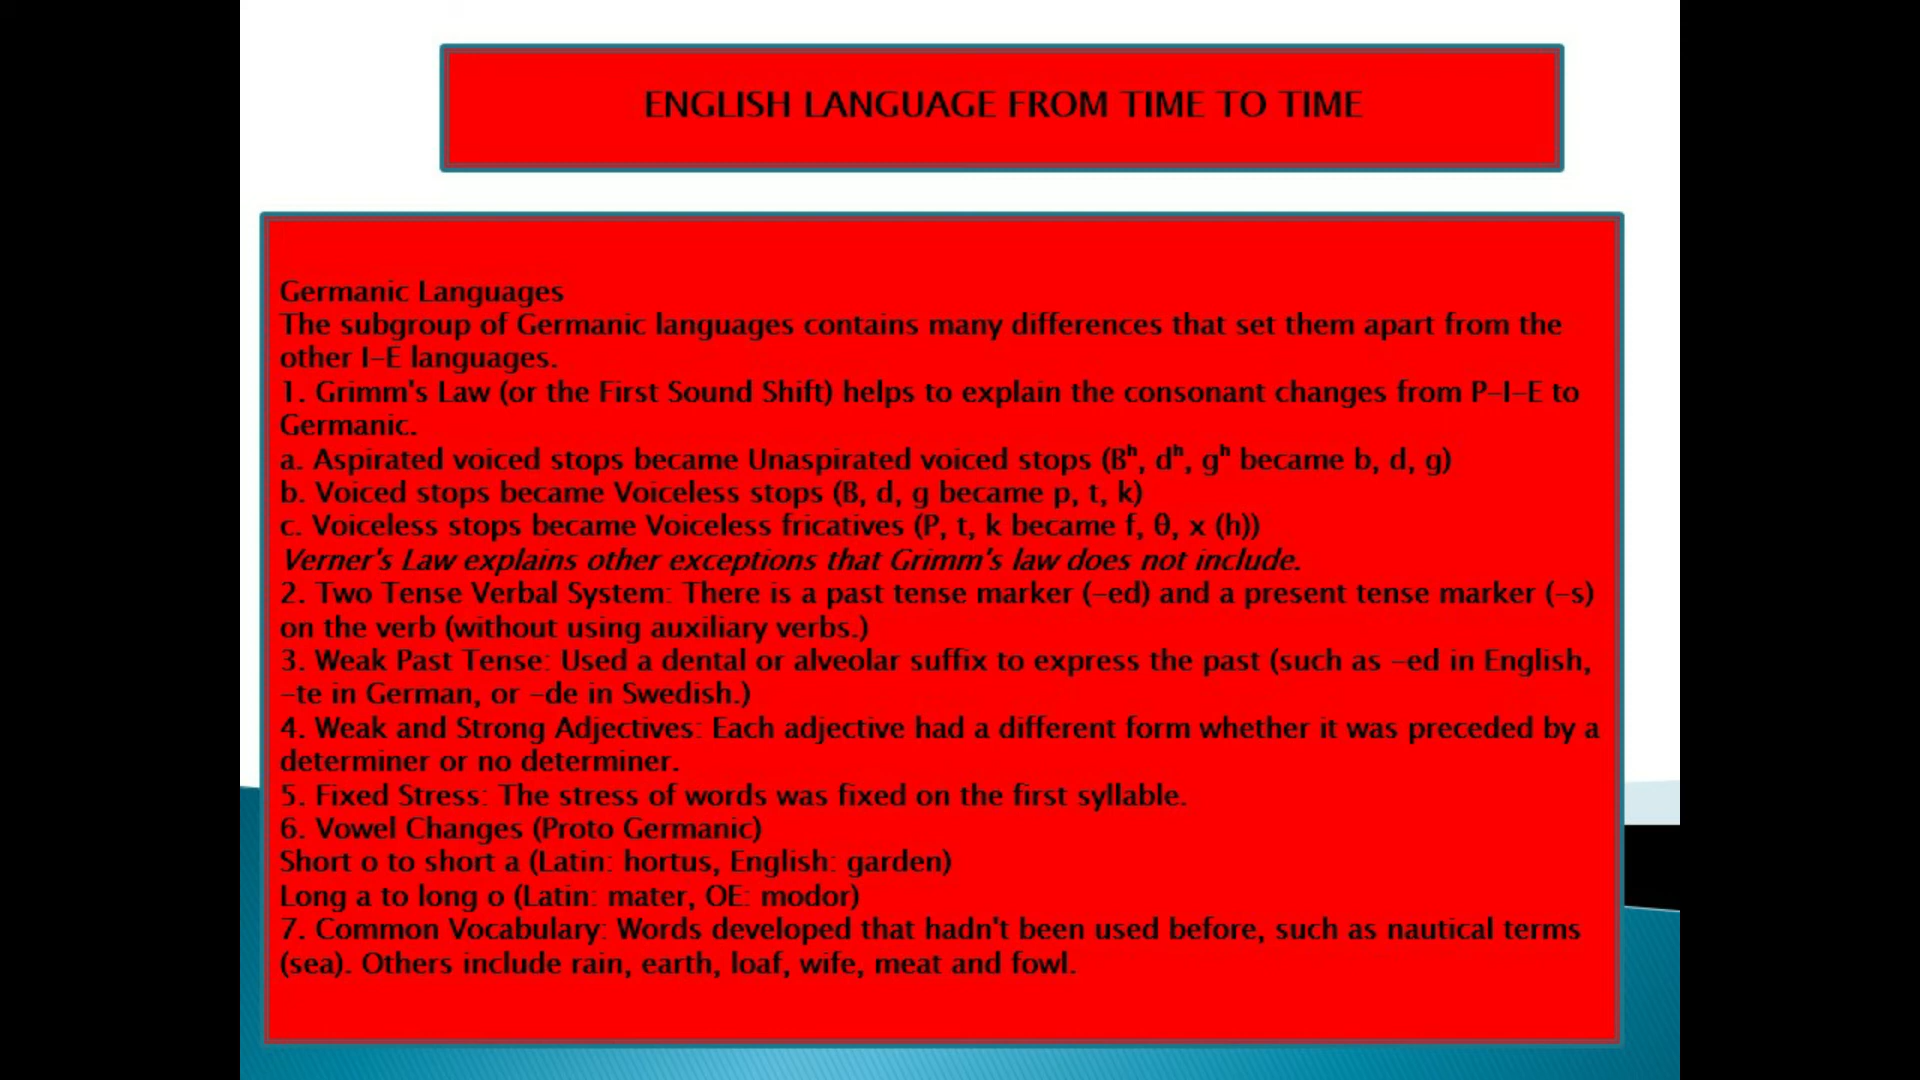 ENGLISH LANGUAGE FROM TIME TO TIME
Germanic Languages
The subgroup of Germanic languages contains many differences that set them apart from the
other I-E languages.
1. Grimm's Law (or the First Sound Shift) helps to explain the consonant changes from P-I-E to
Germanic.
a. Aspirated voiced stops became Unaspirated voiced stops (Bʰ, dʰ, gʰ became b, d, g)
b. Voiced stops became Voiceless stops (B, d, g became p, t, k)
c. Voiceless stops became Voiceless fricatives (P, t, k became f, θ, x (h))
Verner's Law explains other exceptions that Grimm's law does not include.
2. Two Tense Verbal System: There is a past tense marker (-ed) and a present tense marker (-s)
on the verb (without using auxiliary verbs.)
3. Weak Past Tense: Used a dental or alveolar suffix to express the past (such as -ed in English,
-te in German, or -de in Swedish.)
4. Weak and Strong Adjectives: Each adjective had a different form whether it was preceded by a
determiner or no determiner.
5. Fixed Stress: The stress of words was fixed on the first syllable.
6. Vowel Changes (Proto Germanic)
Short o to short a (Latin: hortus, English: garden)
Long a to long o (Latin: mater, OE: modor)
7. Common Vocabulary: Words developed that hadn't been used before, such as nautical terms
(sea). Others include rain, earth, loaf, wife, meat and fowl.